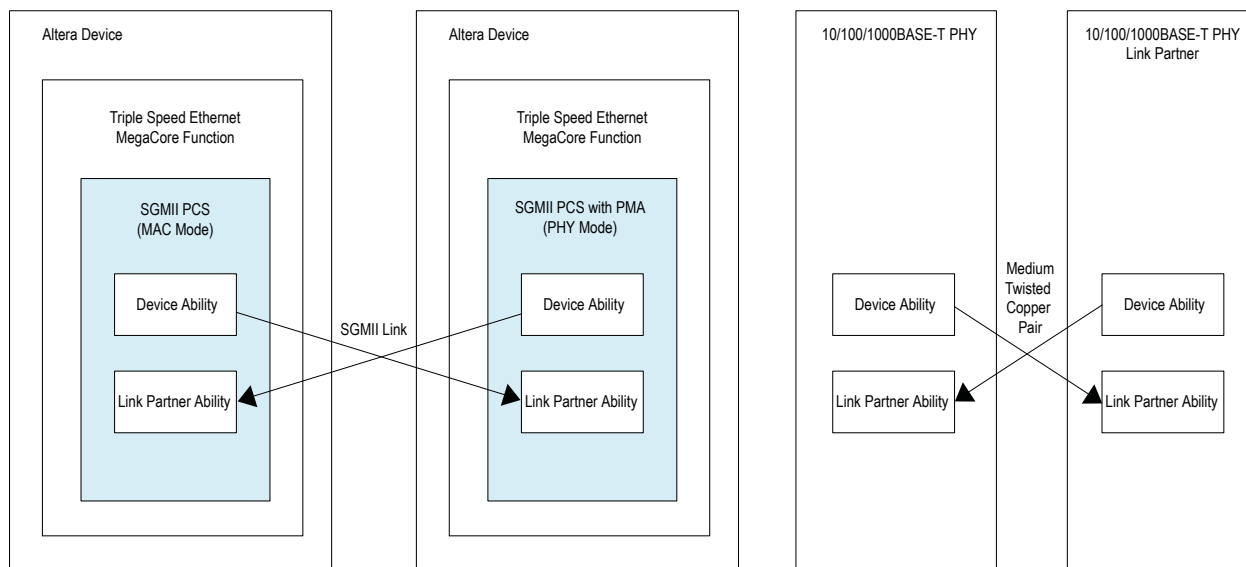 Altera Device
Triple Speed Ethernet
MegaCore Function
SGMII PCS
(MAC Mode)
Device Ability
Link Partner Ability
SGMII Link
Altera Device
Triple Speed Ethernet
MegaCore Function
SGMII PCS with PMA
(PHY Mode)
Device Ability
Link Partner Ability
10/100/1000BASE-T PHY
Device Ability
Link Partner Ability
Medium
Twisted
Copper
Pair
10/100/1000BASE-T PHY
Link Partner
Device Ability
Link Partner Ability